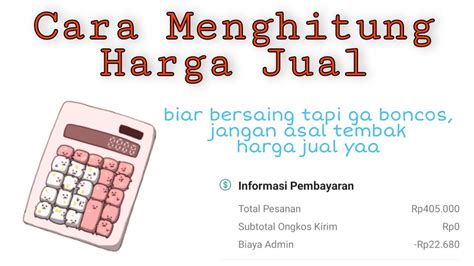 Cara Menghitung
Harga Jual
biar bersaing tapi ga boncos,
jangan asal tembak
harga jual yaa
Informasi Pembayaran
Total Pesanan Rp405.000
Subtotal Ongkos Kirim Rp0
Biaya Admin -Rp22.680